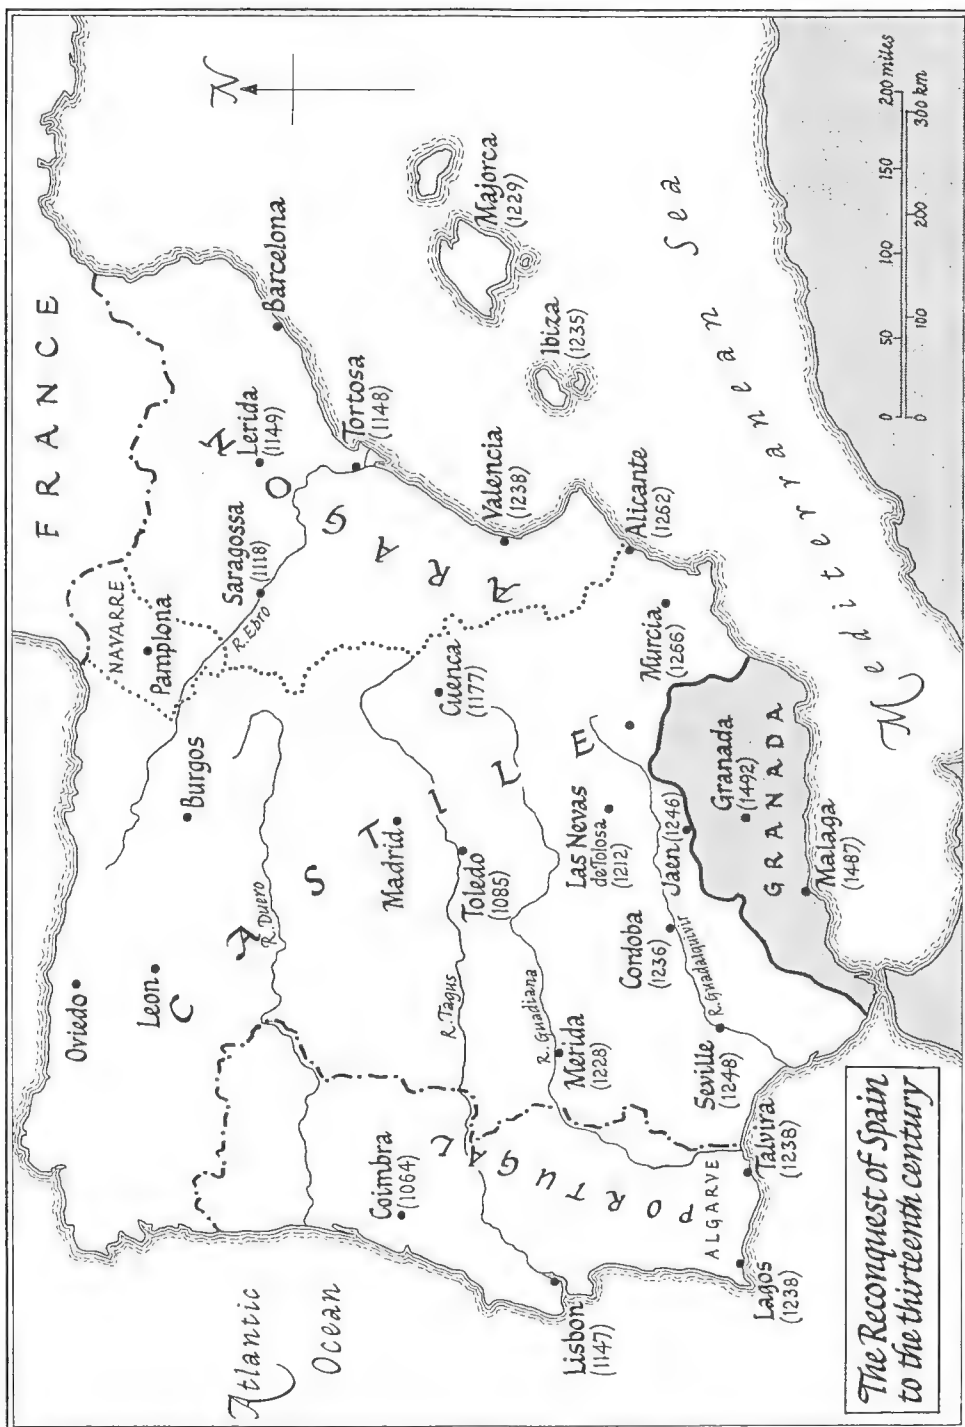 FRANCE
N
NAVARRE
Pamplona
Oviedo
Leon
Burgos
R. Ebro
Saragossa
(1118)
Lerida
(1149)
Barcelona
Tortosa
(1148)
ARAGON
CASTILE
R. Duero
Madrid
Toledo
(1085)
R. Tagus
Cuenca
(1177)
Valencia
(1238)
Majorca
(1229)
Ibiza
(1235)
Alicante
(1262)
Murcia
(1266)
Coimbra
(1064)
PORTUGAL
Lisbon
(1147)
R. Guadiana
Merida
(1228)
Las Nevas
de Tolosa
(1212)
Cordoba
(1236)
Jaen (1246)
R. Guadalquivir
Seville
(1248)
Granada
(1492)
GRANADA
Malaga
(1487)
ALGARVE
Talvira
(1238)
Lagos
(1238)
Atlantic
Ocean
Mediterranean Sea
0 50 100 150 200 miles
0 100 200 300 km
The Reconquest of Spain
to the thirteenth century